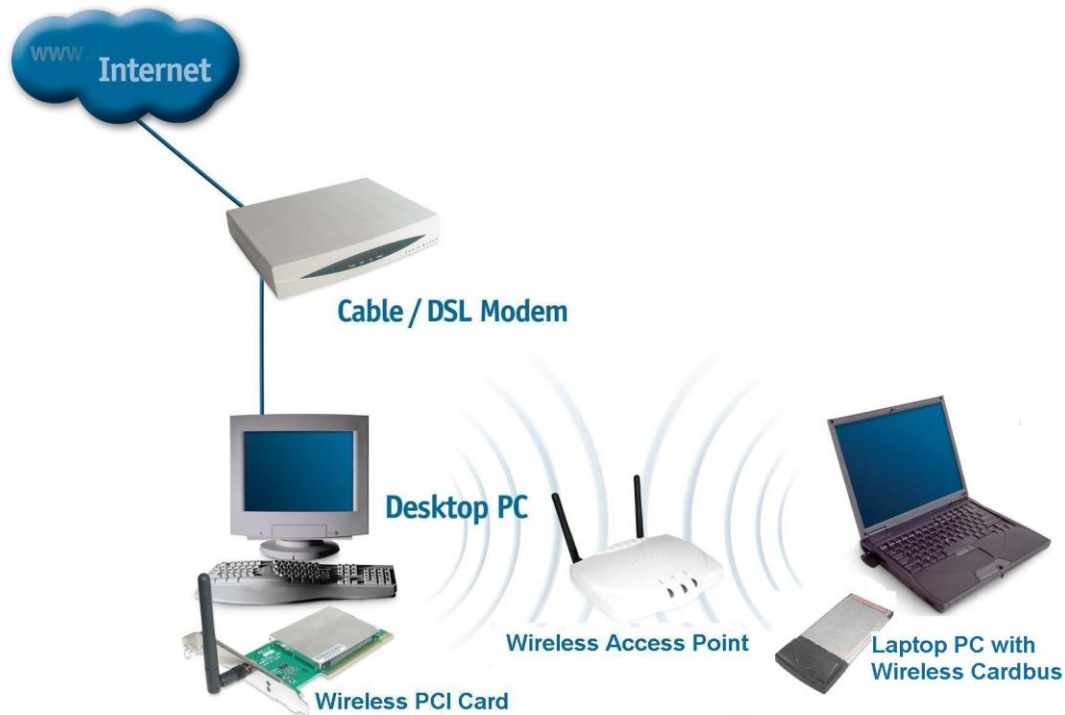 www.
Internet
Cable / DSL Modem
Desktop PC
Wireless Access Point
Laptop PC with
Wireless Cardbus
Wireless PCI Card